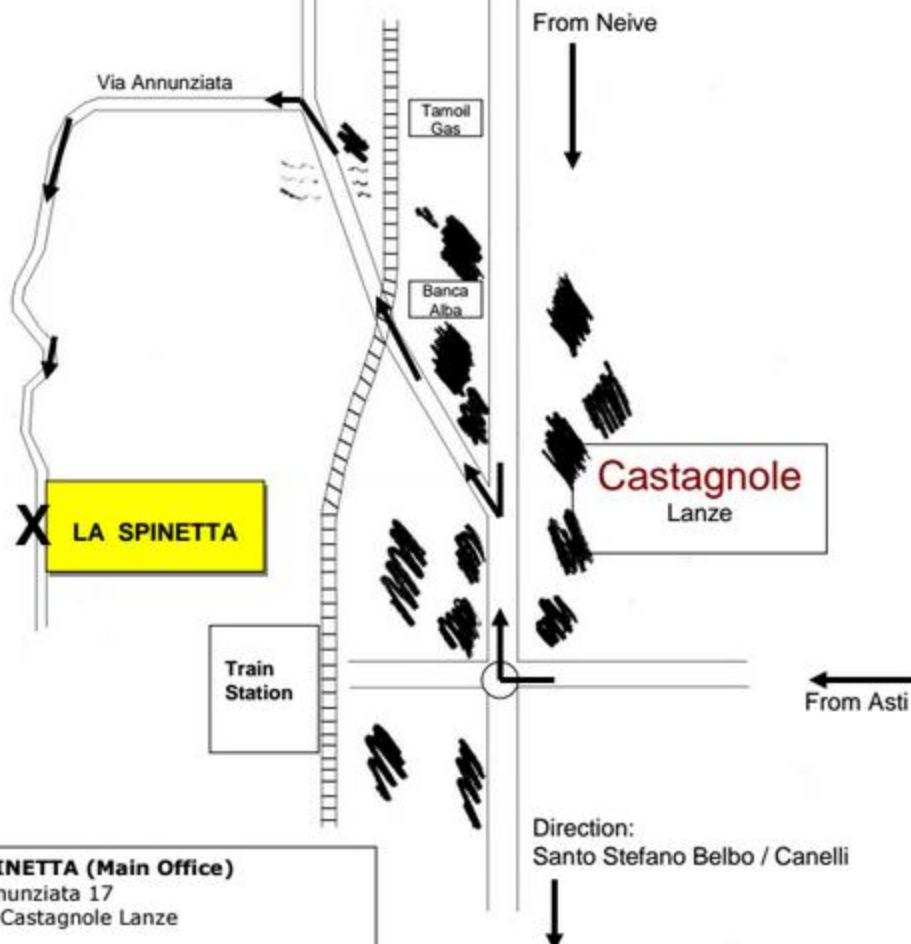 From Neive
Via Annunziata
Tamoil
Gas
Banca
Alba
Castagnole
Lanze
X
LA SPINETTA
Train
Station
From Asti
Direction:
Santo Stefano Belbo / Canelli
INETTA (Main Office)
nunziata 17
Castagnole Lanze